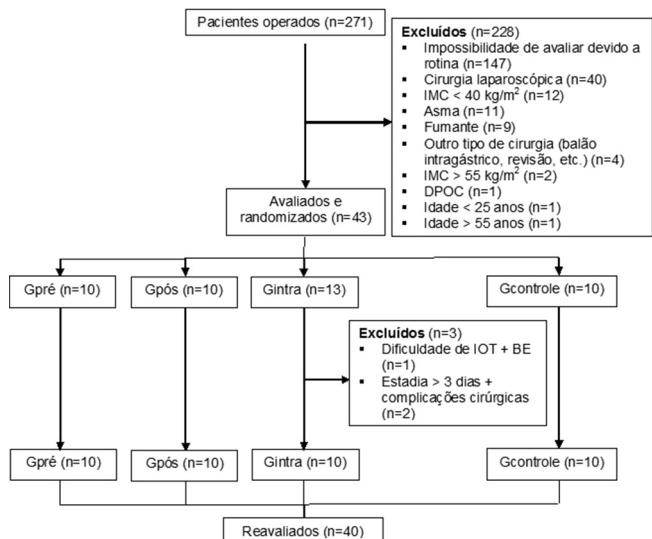 Pacientes operados (n=271)
Excluídos (n=228)
▪ Impossibilidade de avaliar devido a
rotina (n=147)
▪ Cirurgia laparoscópica (n=40)
▪ IMC < 40 kg/m² (n=12)
▪ Asma (n=11)
▪ Fumante (n=9)
▪ Outro tipo de cirurgia (balão
intragástrico, revisão, etc.) (n=4)
▪ IMC > 55 kg/m² (n=2)
▪ DPOC (n=1)
▪ Idade < 25 anos (n=1)
▪ Idade > 55 anos (n=1)
Avaliados e
randomizados (n=43)
Gpré (n=10)
Gpós (n=10)
Gintra (n=13)
Gcontrole (n=10)
Excluídos (n=3)
▪ Dificuldade de IOT + BE
(n=1)
▪ Estadia > 3 dias +
complicações cirúrgicas
(n=2)
Gpré (n=10)
Gpós (n=10)
Gintra (n=10)
Gcontrole (n=10)
Reavaliados (n=40)